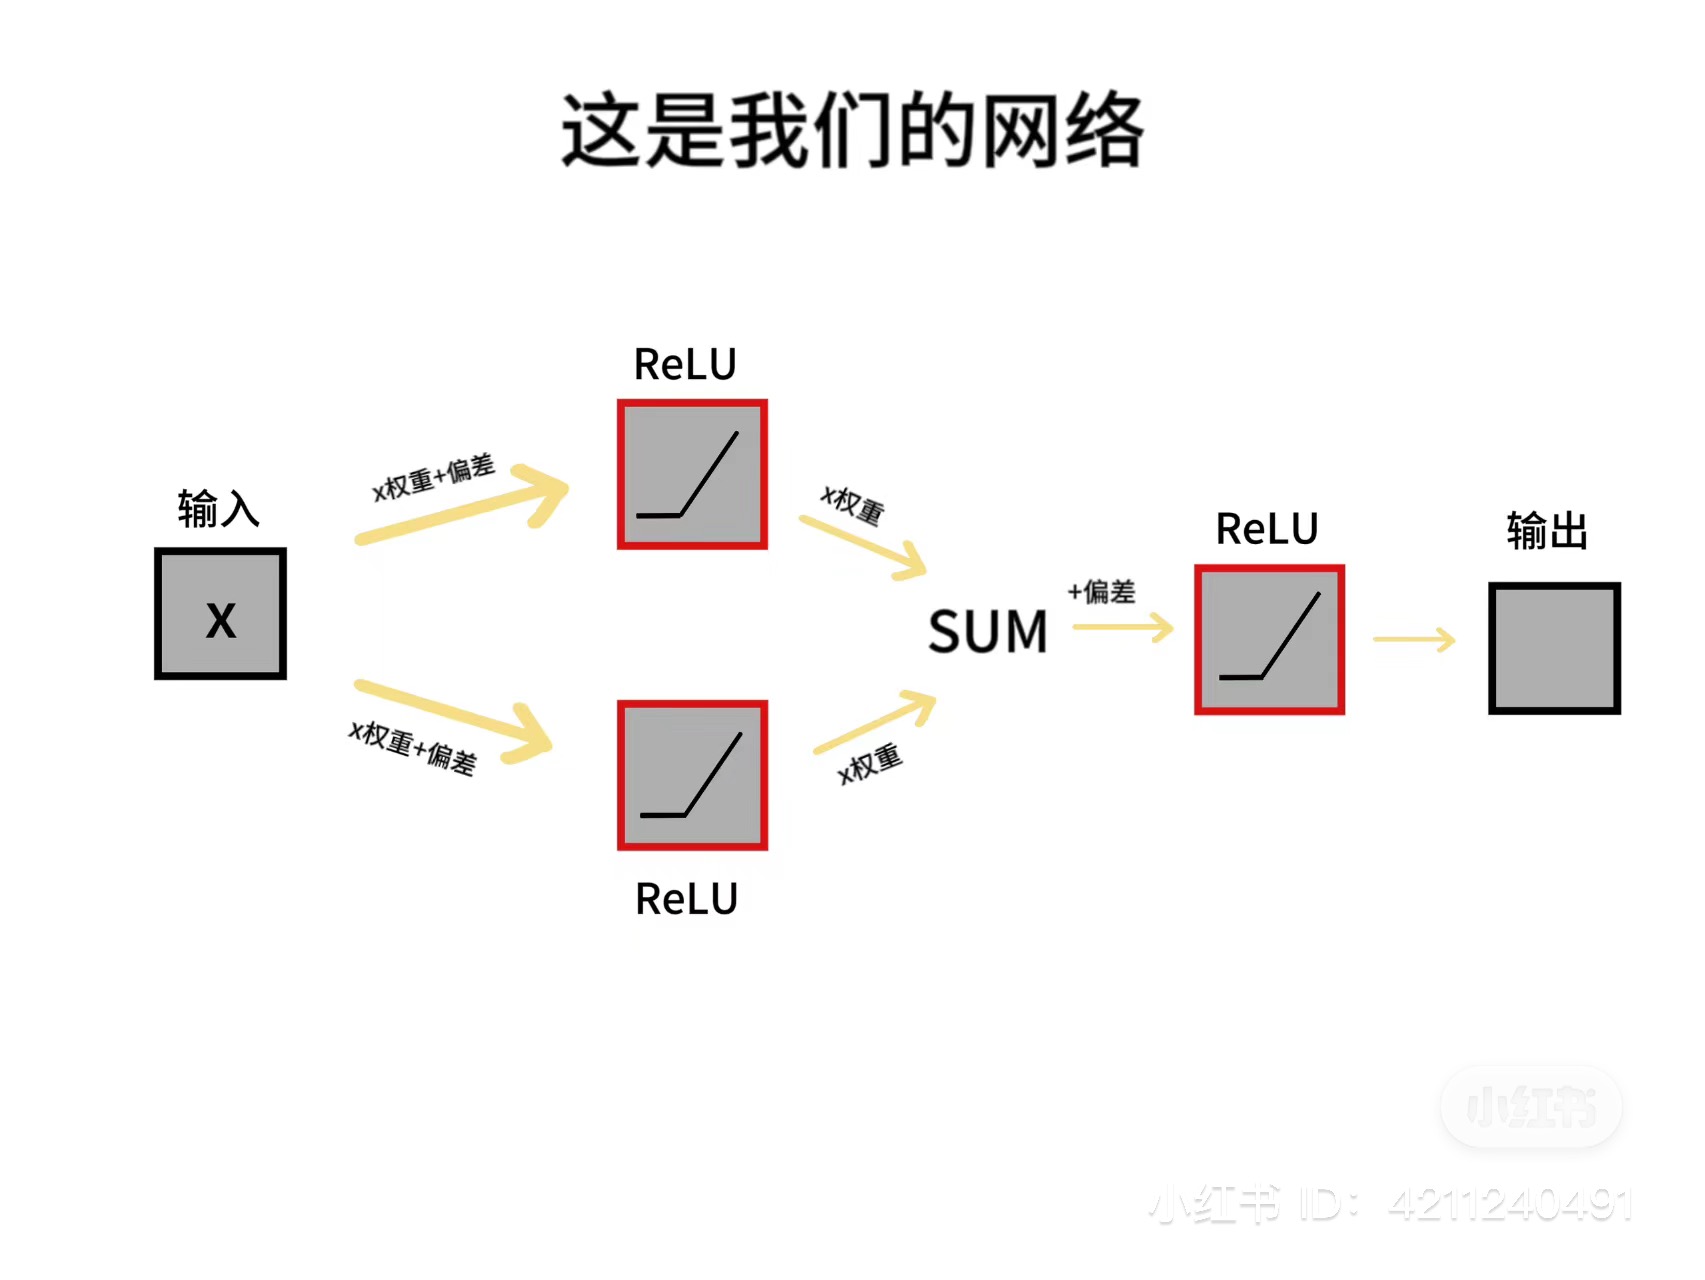 这是我们的网络
ReLU
x权重+偏差
输入
X
x权重
ReLU
输出
+偏差
SUM
x权重+偏差
x权重
ReLU
小红书
小红书 ID：4211240491